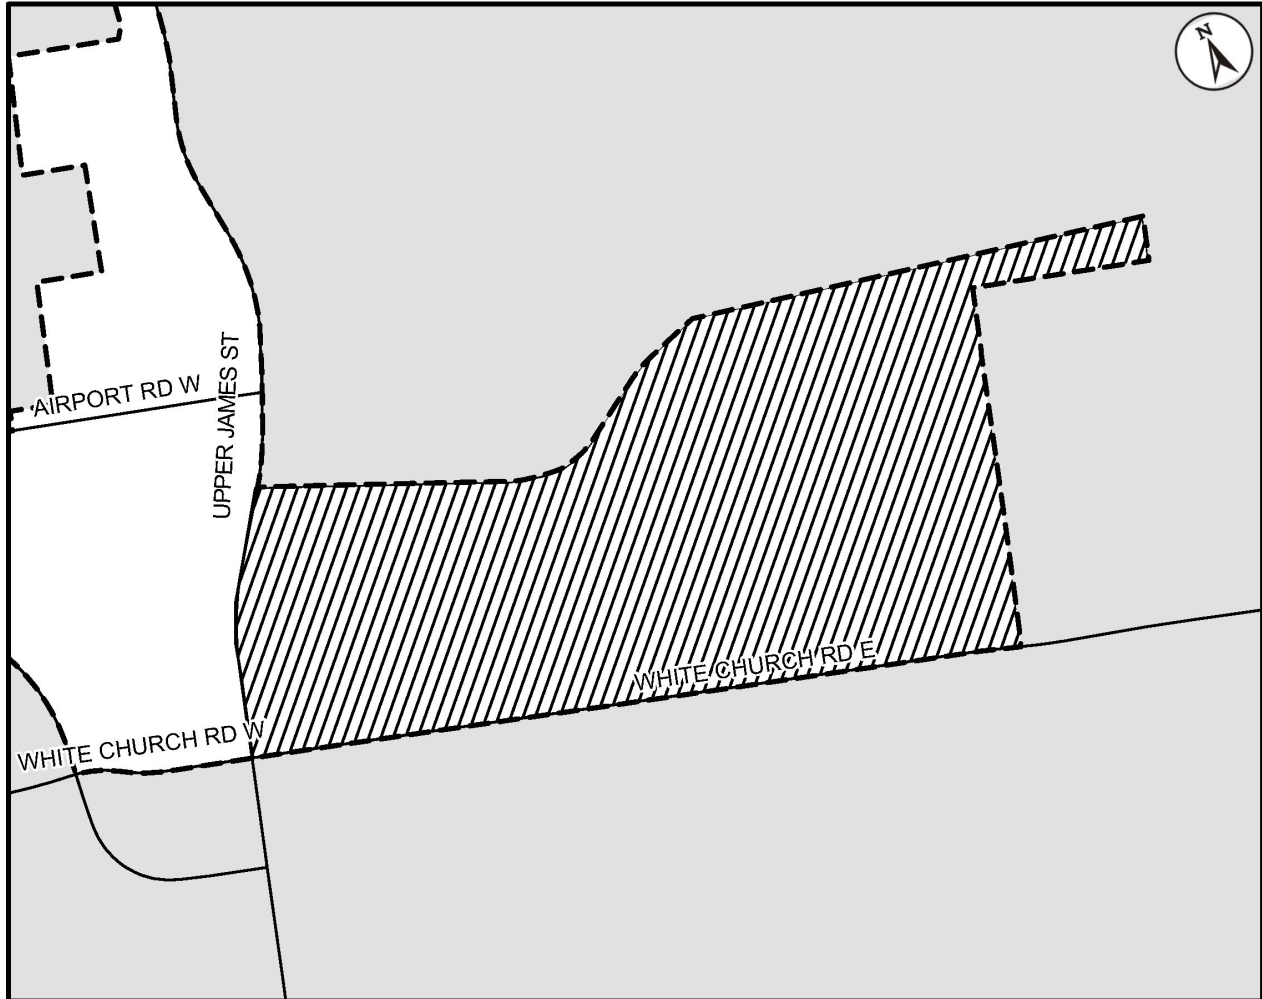 N
AIRPORT RD W
UPPER JAMES ST
WHITE CHURCH RD E
WHITE CHURCH RD W